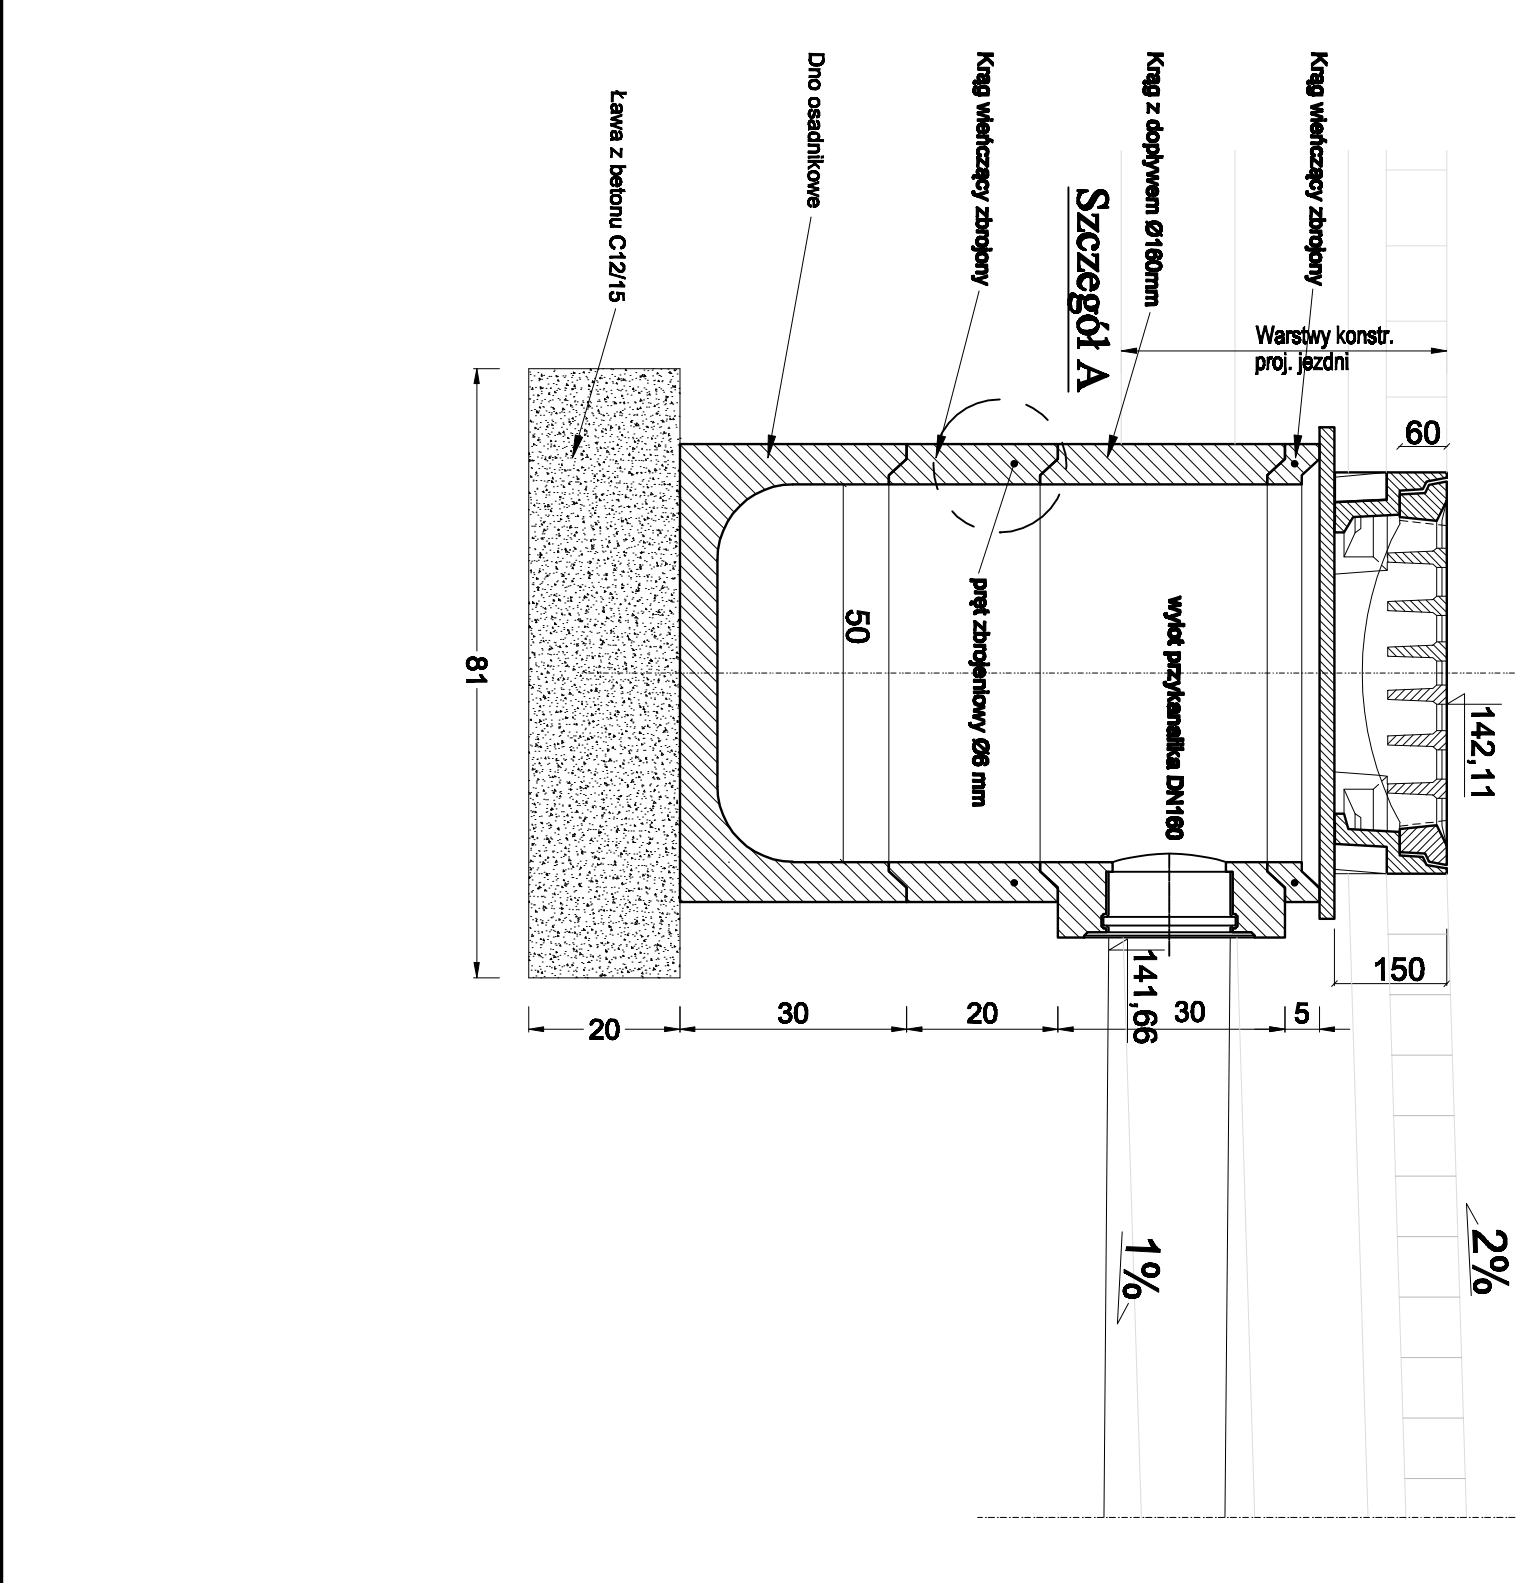 Krąg wieńczący zbrojony
Krąg z dopływem Ø160mm
Krąg wieńczący zbrojony
Dno osadnikowe
Ława z betonu C12/15
Szczegół A
Warstwy konstr.
proj. jezdni
60
142,11
wylot przykanalika DN160
pręt zbrojeniowy Ø6 mm
50
81
150
141,66
5
30
20
30
20
2%
1%